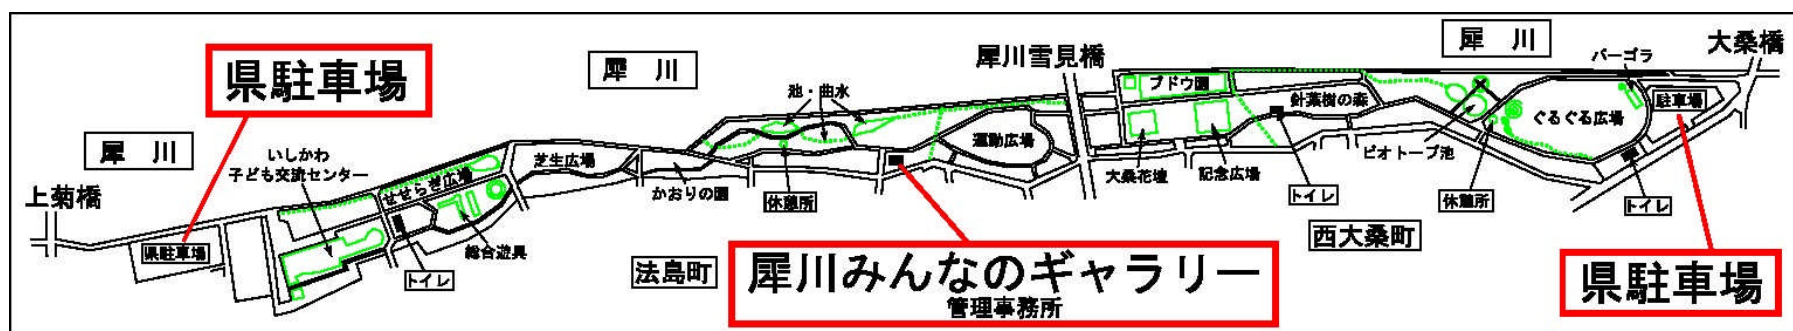 犀 川
上菊橋
県駐車場
県駐車場
いしかわ
子ども交流センター
せせらぎ広場
トイレ
総合遊具
芝生広場
かおりの園
法島町
犀 川
池・曲水
休憩所
運動広場
犀川みんなのギャラリー
管理事務所
犀川雪見橋
ブドウ園
大桑花壇
記念広場
針葉樹の森
トイレ
西大桑町
犀 川
ビオトープ池
休憩所
ぐるぐる広場
パーゴラ
トイレ
大桑橋
駐車場
県駐車場